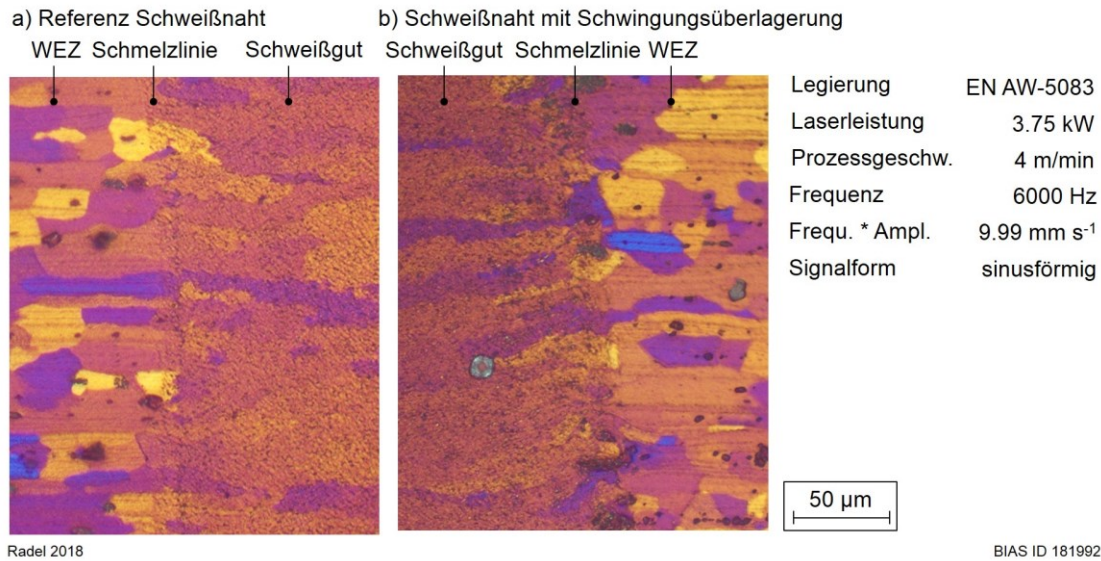 a) Referenz Schweißnaht
b) Schweißnaht mit Schwingungsüberlagerung
WEZ Schmelzlinie Schweißgut
Schweißgut Schmelzlinie WEZ
Legierung EN AW-5083
Laserleistung 3.75 kW
Prozessgeschw. 4 m/min
Frequenz 6000 Hz
Frequ. * Ampl. 9.99 mm s⁻¹
Signalform sinusförmig
50 µm
Radel 2018
BIAS ID 181992